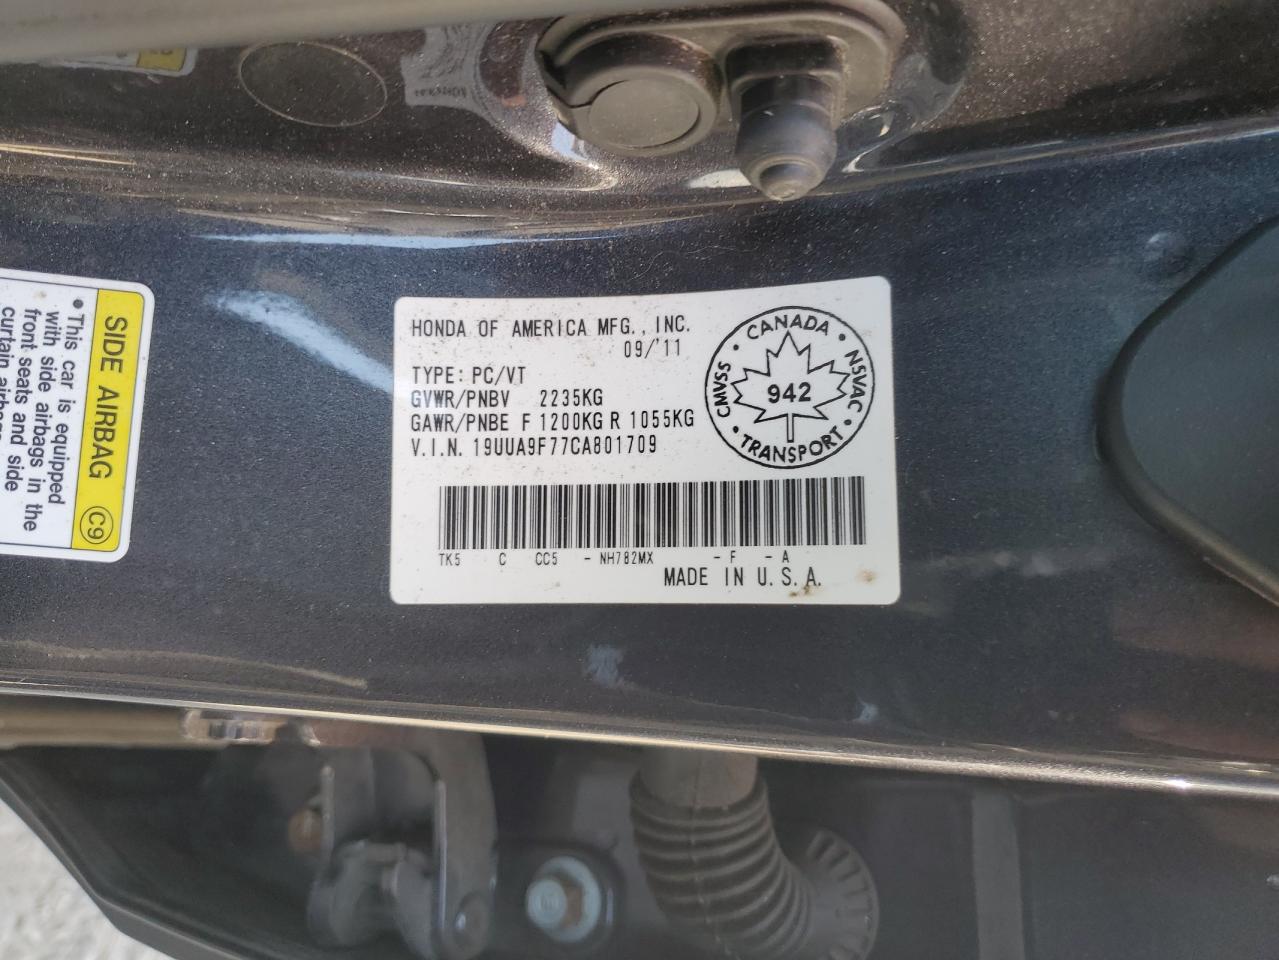 HONDA OF AMERICA MFG., INC.
09/'11
TYPE: PC/VT
GVWR/PNBV 2235KG
GAWR/PNBE F 1200KG R 1055KG
V.I.N. 19UUA9F77CA801709
CANADA
CMVSS
NSVAC
942
TRANSPORT
TK5 C CC5 - NH782MX - F - A
MADE IN U.S.A.
SIDE AIRBAG C9
• This car is equipped
with side airbags in
front seats and side
curtain airbags